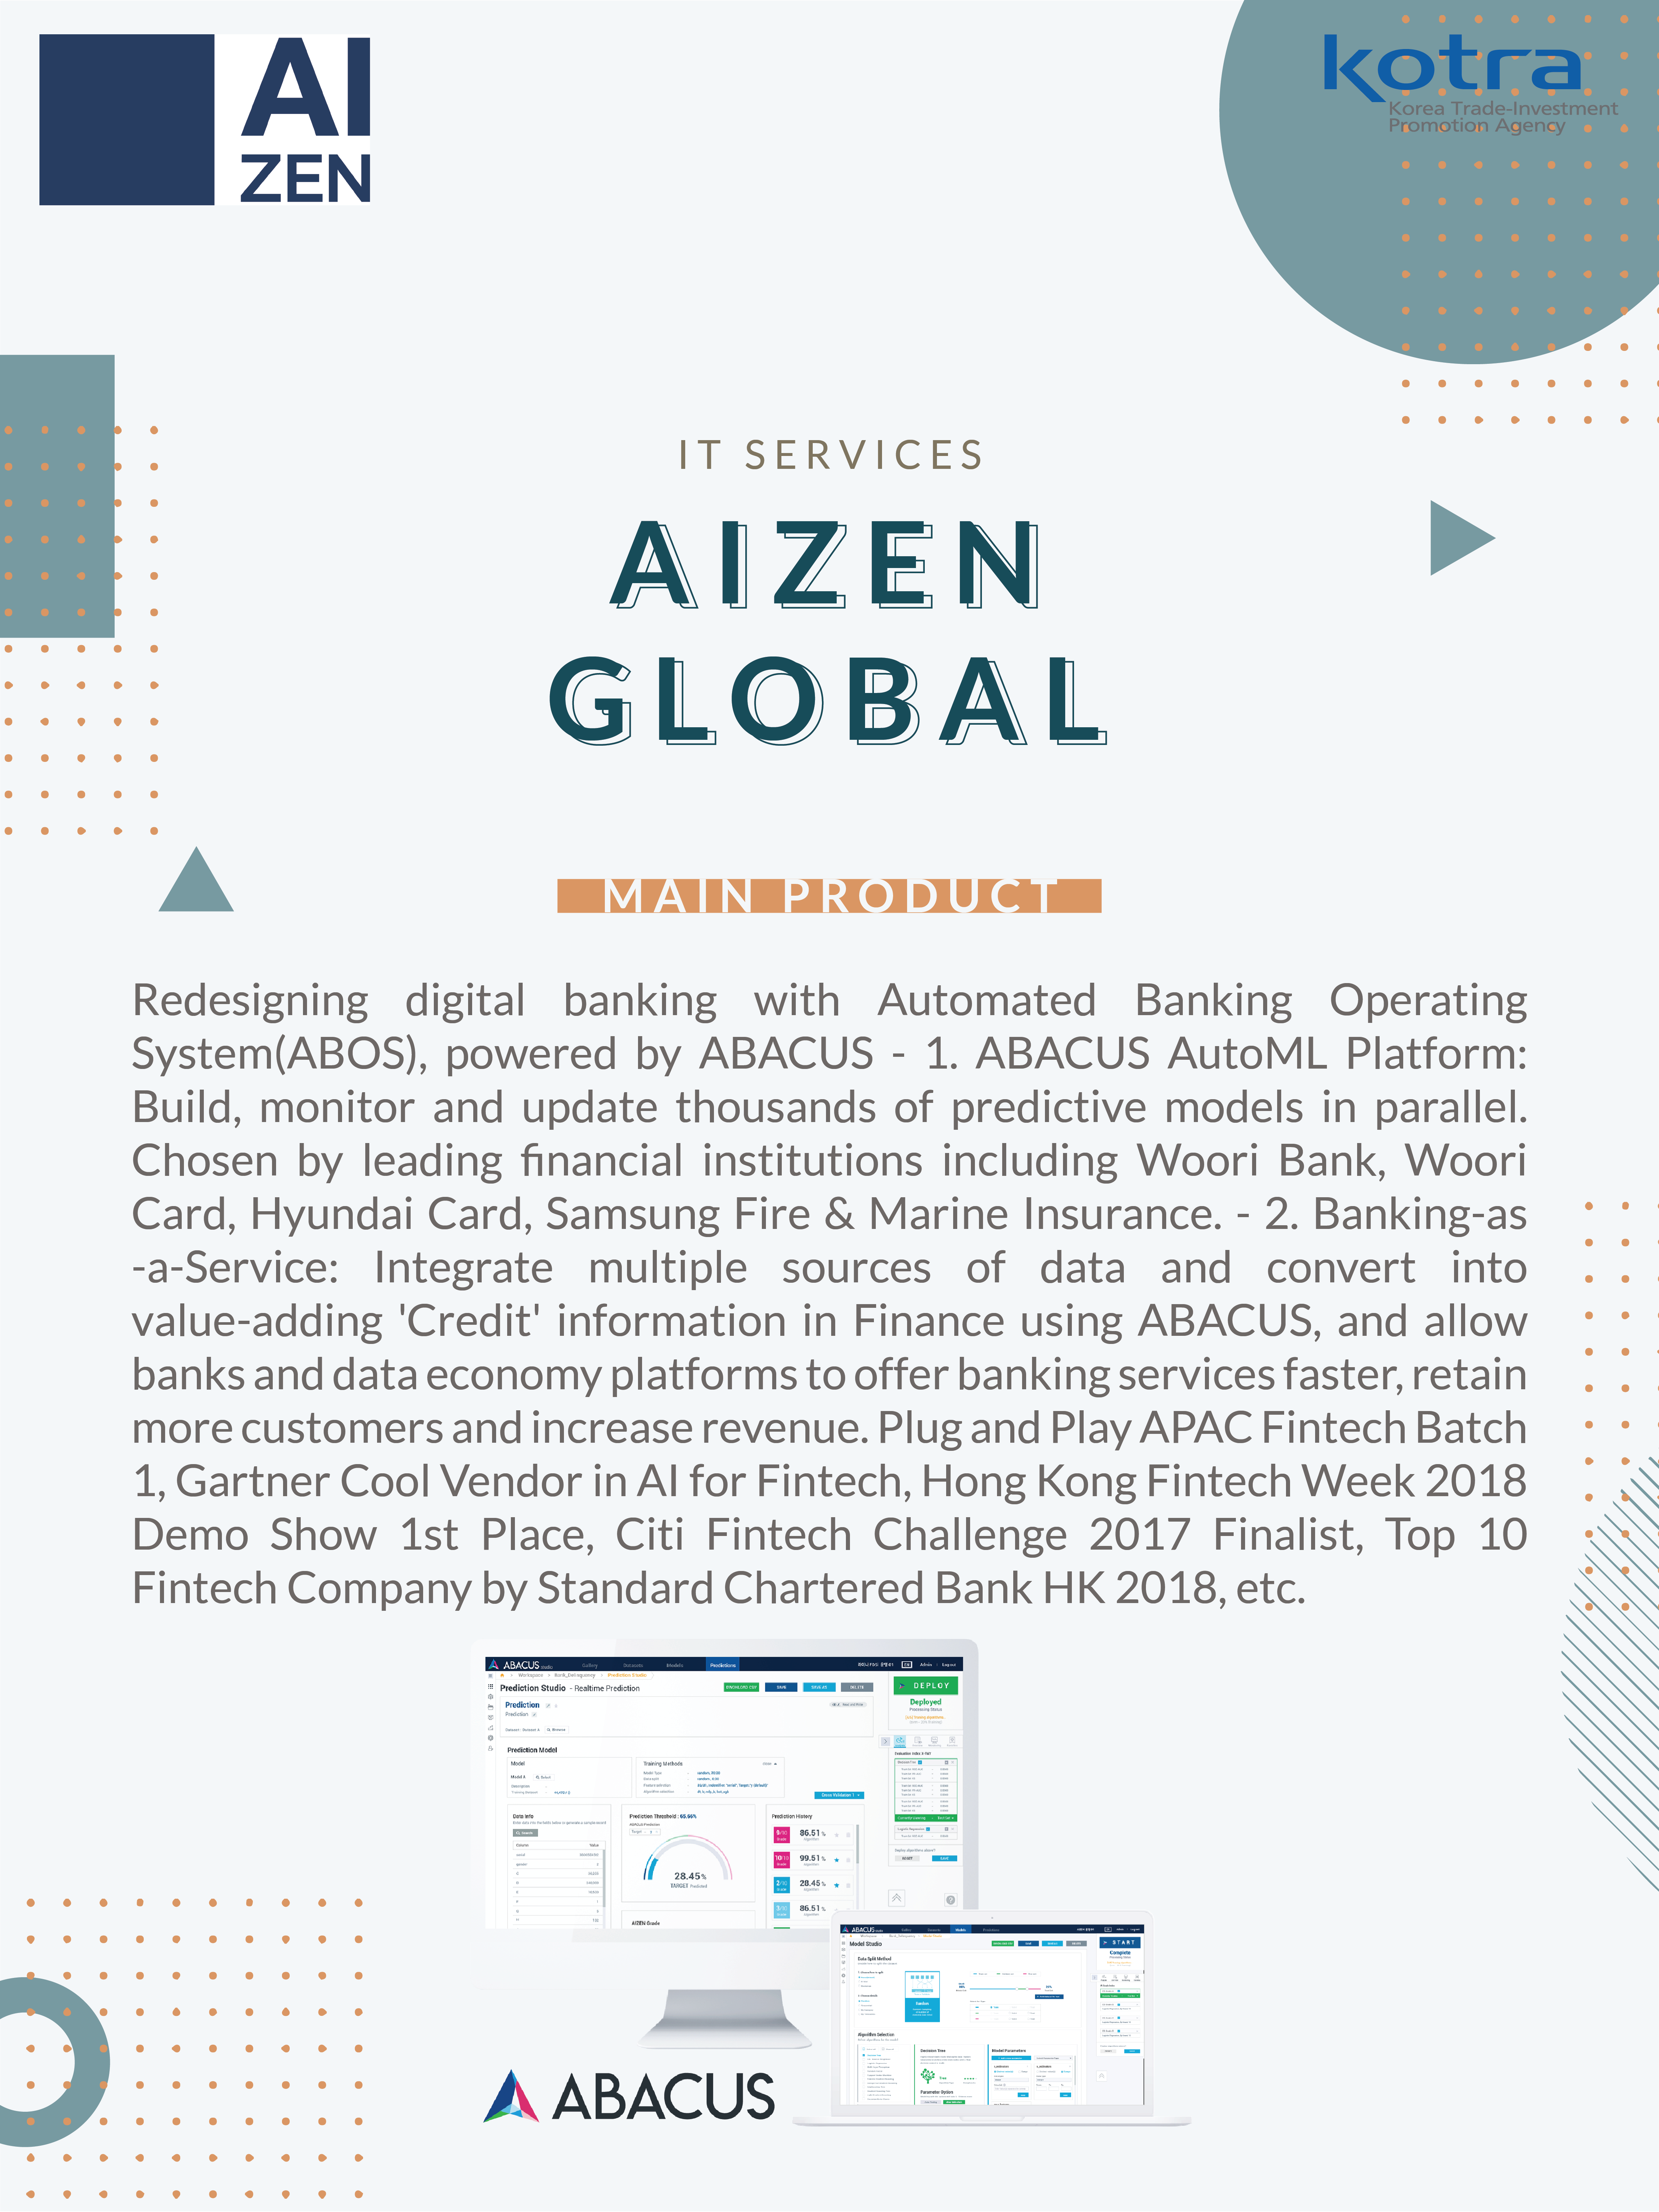 AI
ZEN
kotra
Korea Trade-Investment
Promotion Agency
IT SERVICES
AIZEN
GLOBAL
MAIN PRODUCT
Redesigning digital banking with Automated Banking Operating
System(ABOS), powered by ABACUS - 1. ABACUS AutoML Platform:
Build, monitor and update thousands of predictive models in parallel.
Chosen by leading financial institutions including Woori Bank, Woori
Card, Hyundai Card, Samsung Fire & Marine Insurance. - 2. Banking-as
-a-Service: Integrate multiple sources of data and convert into
value-adding 'Credit' information in Finance using ABACUS, and allow
banks and data economy platforms to offer banking services faster, retain
more customers and increase revenue. Plug and Play APAC Fintech Batch
1, Gartner Cool Vendor in AI for Fintech, Hong Kong Fintech Week 2018
Demo Show 1st Place, Citi Fintech Challenge 2017 Finalist, Top 10
Fintech Company by Standard Chartered Bank HK 2018, etc.
ABACUS
Predictions
Prediction Studio - Realtime Prediction
DEPLOY
Deployed
Prediction
Prediction
Prediction Model
Model
Training Methods
Data Info
Prediction Threshold : 65.66%
Prediction History
86.51%
99.51%
28.45%
86.51%
28.45%
TARGET Predicted
AIZEN Grade
ABACUS
Model Studio
START
Complete
Data Split Method
Algorithm Selection
Decision Tree
Model Parameters
Parameter Option
ABACUS